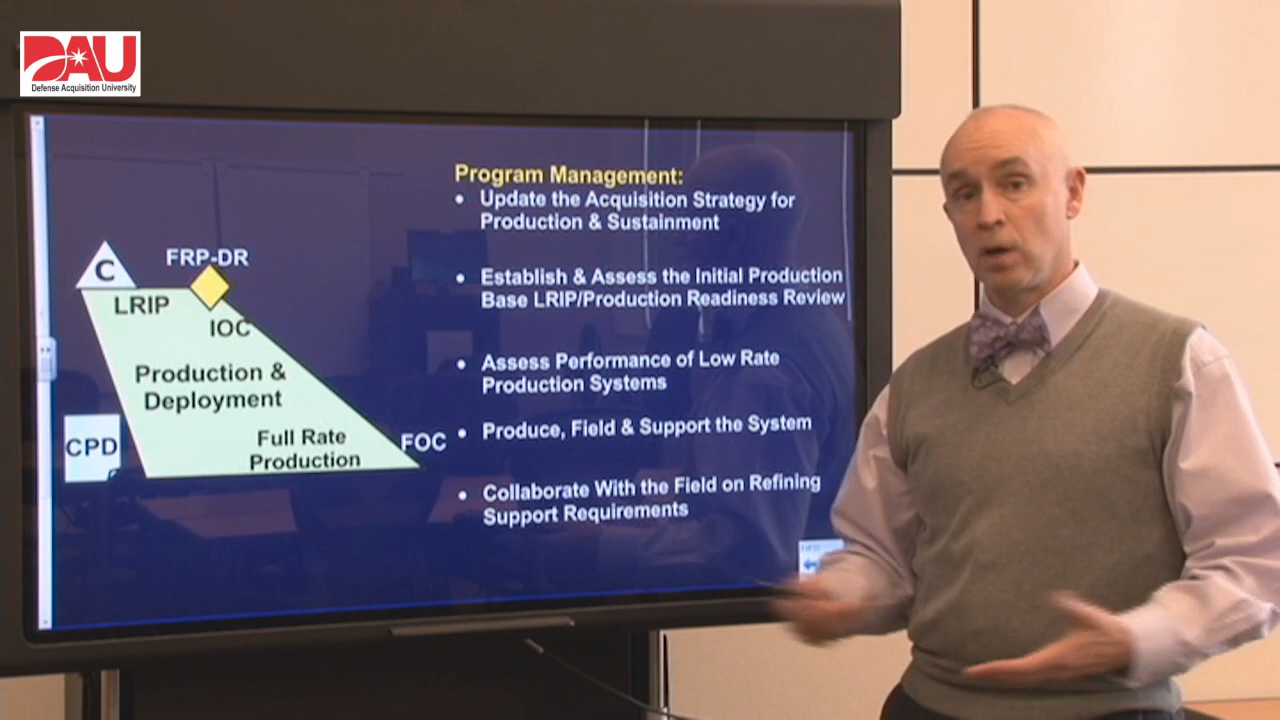 DAU
Defense Acquisition University
Program Management:
• Update the Acquisition Strategy for
Production & Sustainment
• Establish & Assess the Initial Production
Base LRIP/Production Readiness Review
• Assess Performance of Low Rate
Production Systems
• Produce, Field & Support the System
• Collaborate With the Field on Refining
Support Requirements
C
FRP-DR
LRIP
IOC
Production &
Deployment
CPD
Full Rate
Production
FOC